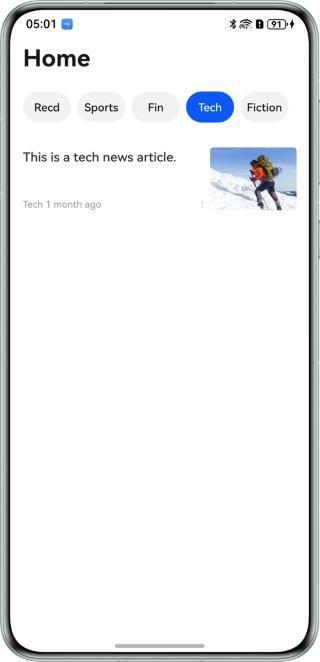 05:01
91
Home
Recd Sports Fin Tech Fiction
This is a tech news article.
Tech 1 month ago